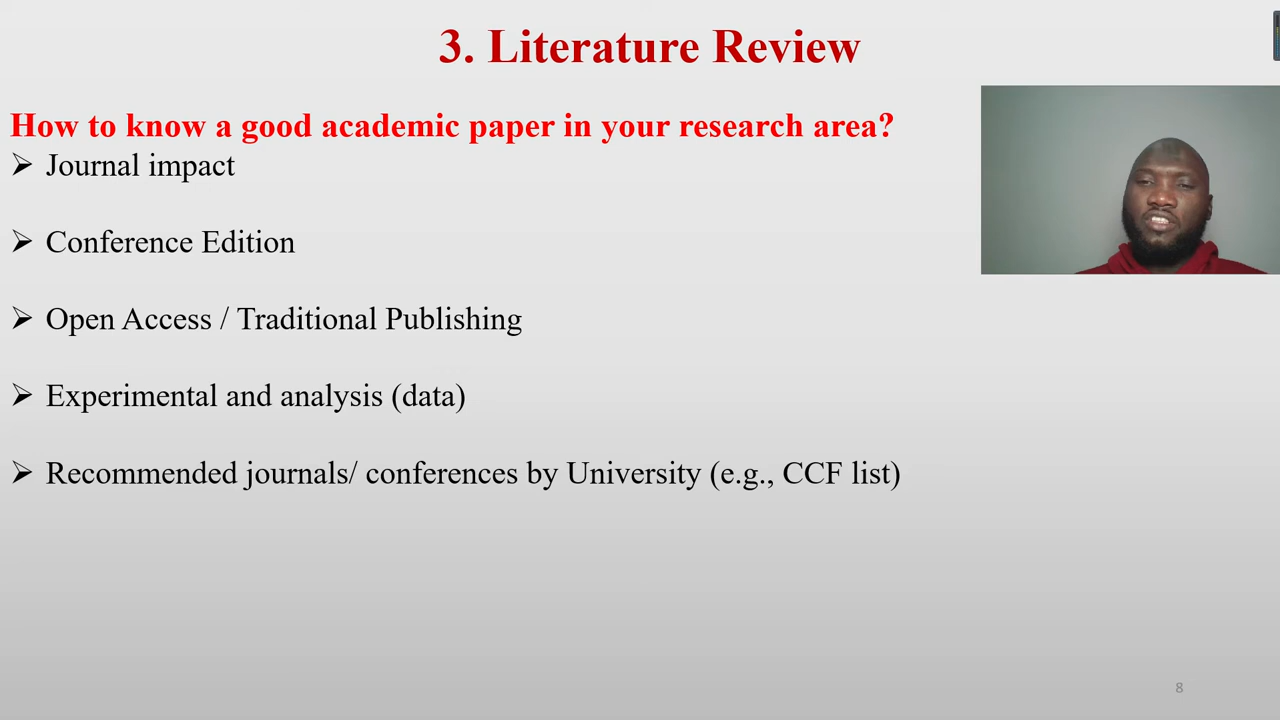 3. Literature Review
How to know a good academic paper in your research area?
➢ Journal impact
➢ Conference Edition
➢ Open Access / Traditional Publishing
➢ Experimental and analysis (data)
➢ Recommended journals/ conferences by University (e.g., CCF list)
8